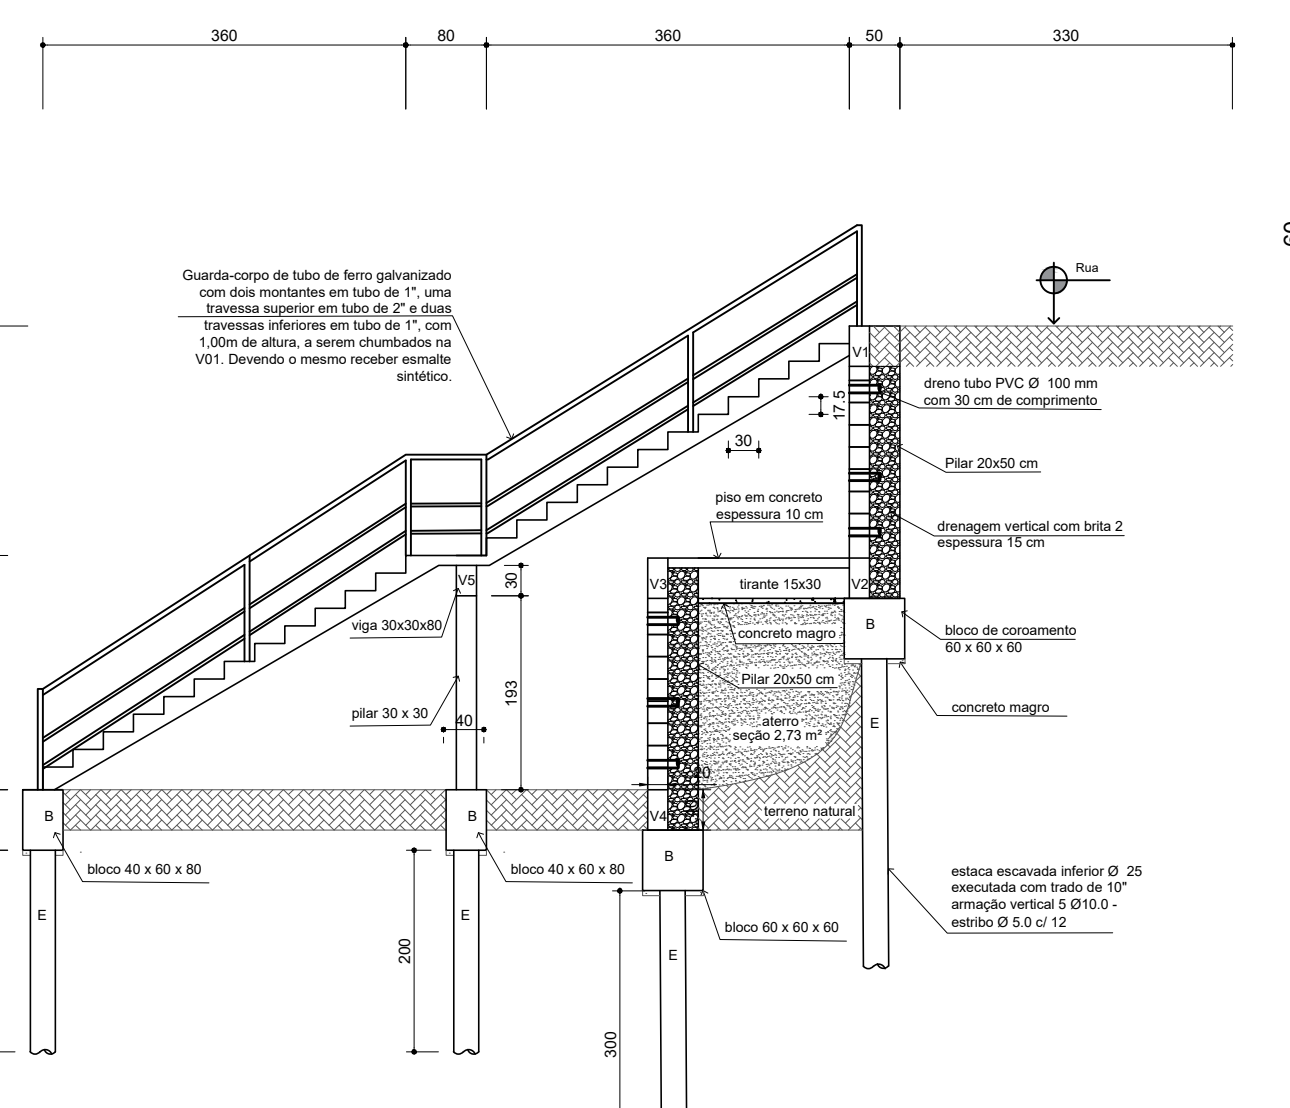 360
80
360
50
330
60
Guarda-corpo de tubo de ferro galvanizado
com dois montantes em tubo de 1", uma
travessa superior em tubo de 2" e duas
travessas inferiores em tubo de 1", com
1,00m de altura, a serem chumbados na
V01. Devendo o mesmo receber esmalte
sintético.
Rua
V1
dreno tubo PVC Ø 100 mm
com 30 cm de comprimento
17.5
30
Pilar 20x50 cm
piso em concreto
espessura 10 cm
drenagem vertical com brita 2
espessura 15 cm
V5
30
V3
tirante 15x30
V2
viga 30x30x80
concreto magro
B
bloco de coroamento
60 x 60 x 60
Pilar 20x50 cm
193
pilar 30 x 30
40
aterro
seção 2,73 m²
E
concreto magro
20
B
B
V4
terreno natural
bloco 40 x 60 x 80
bloco 40 x 60 x 80
B
estaca escavada inferior Ø 25
executada com trado de 10"
armação vertical 5 Ø10.0 -
estribo Ø 5.0 c/ 12
E
E
bloco 60 x 60 x 60
200
E
300